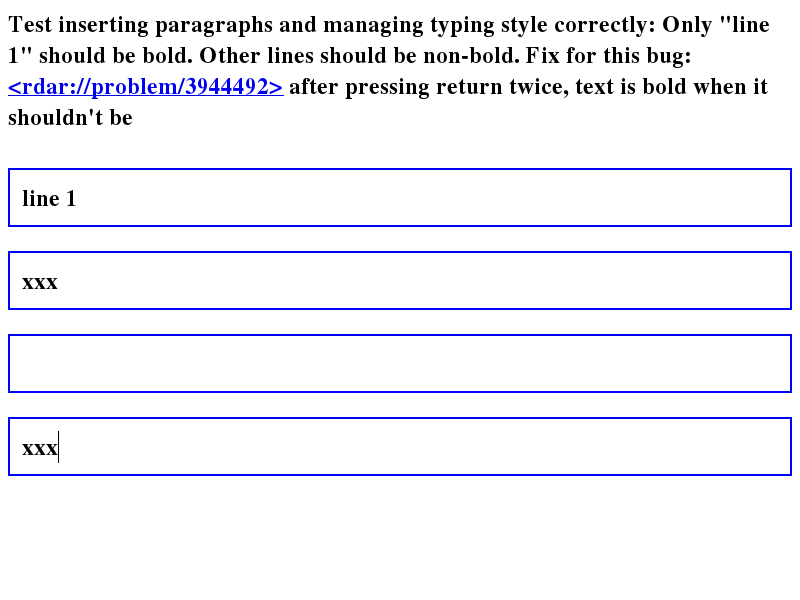 Test inserting paragraphs and managing typing style correctly: Only "line
1" should be bold. Other lines should be non-bold. Fix for this bug:
<rdar://problem/3944492> after pressing return twice, text is bold when it
shouldn't be
line 1
xxx
xxx